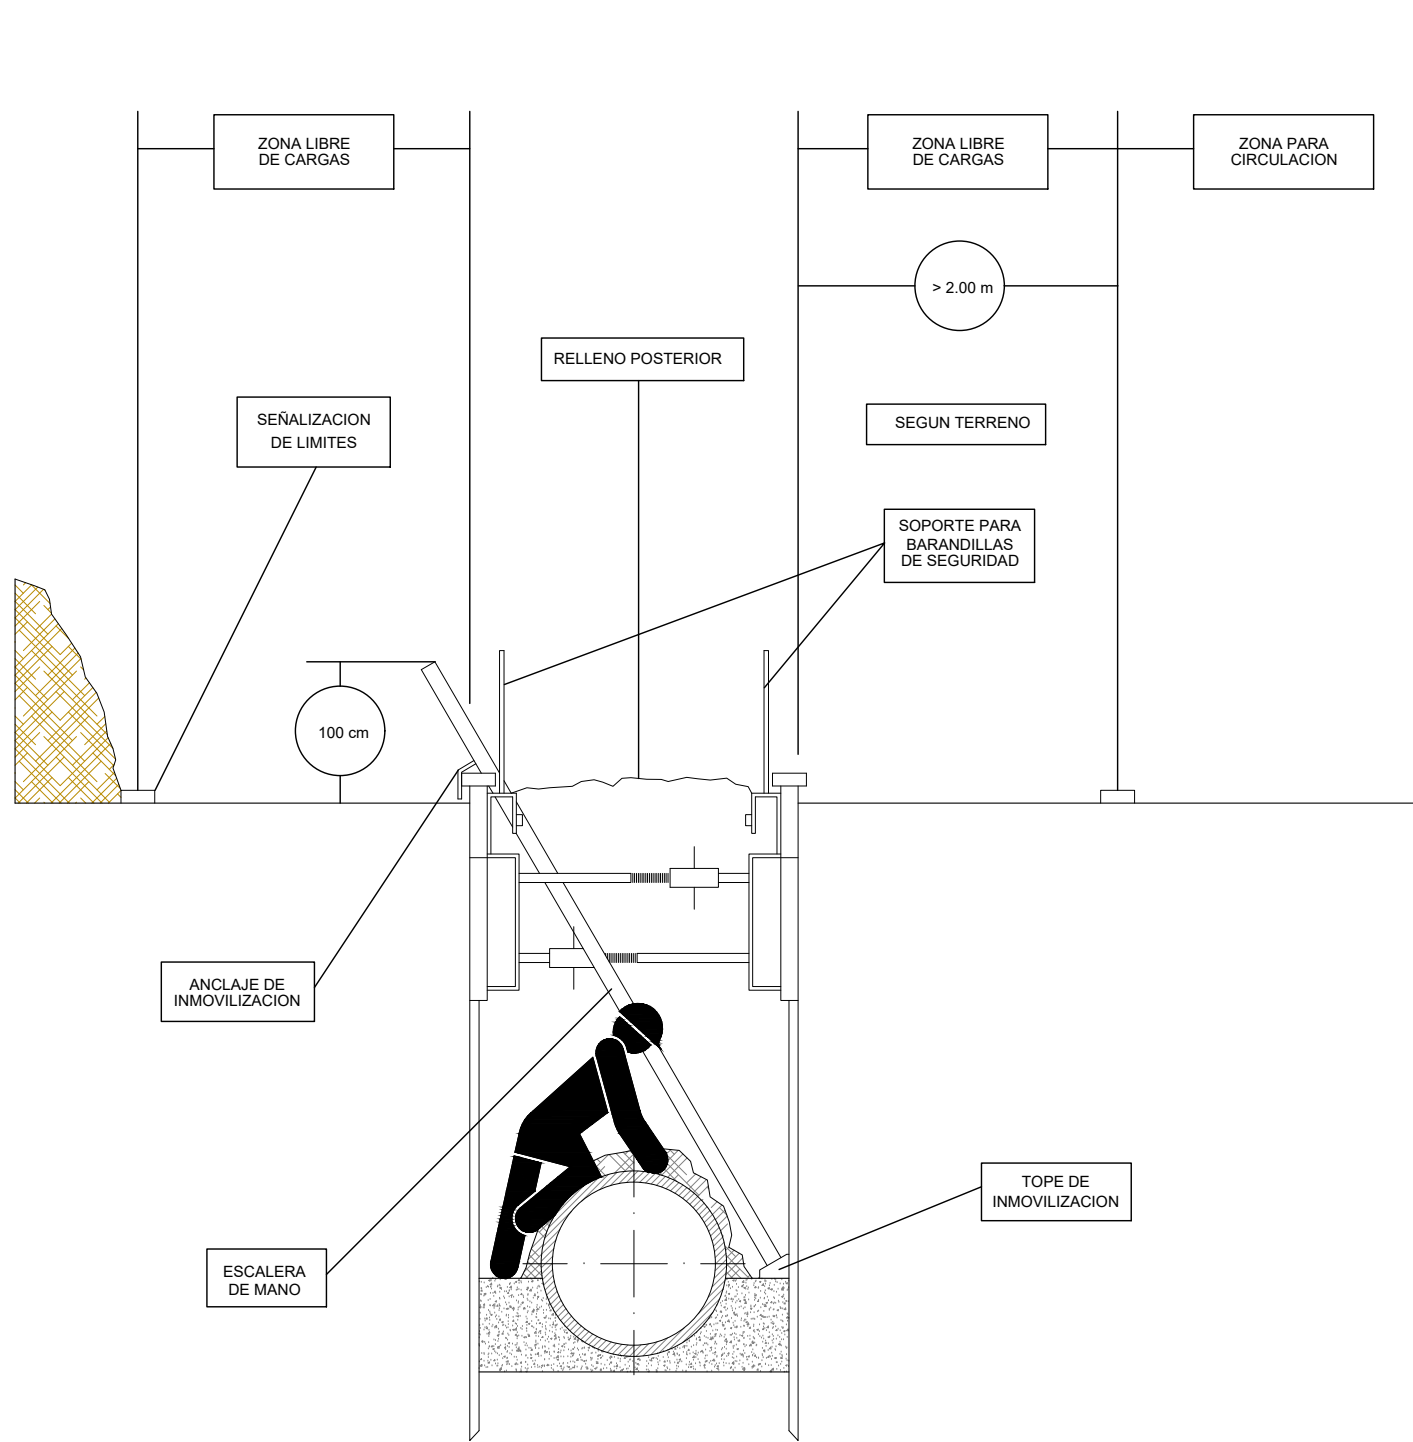 ZONA LIBRE
DE CARGAS
ZONA LIBRE
DE CARGAS
ZONA PARA
CIRCULACION
> 2.00 m
RELLENO POSTERIOR
SEÑALIZACION
DE LIMITES
SEGUN TERRENO
SOPORTE PARA
BARANDILLAS
DE SEGURIDAD
100 cm
ANCLAJE DE
INMOVILIZACION
TOPE DE
INMOVILIZACION
ESCALERA
DE MANO